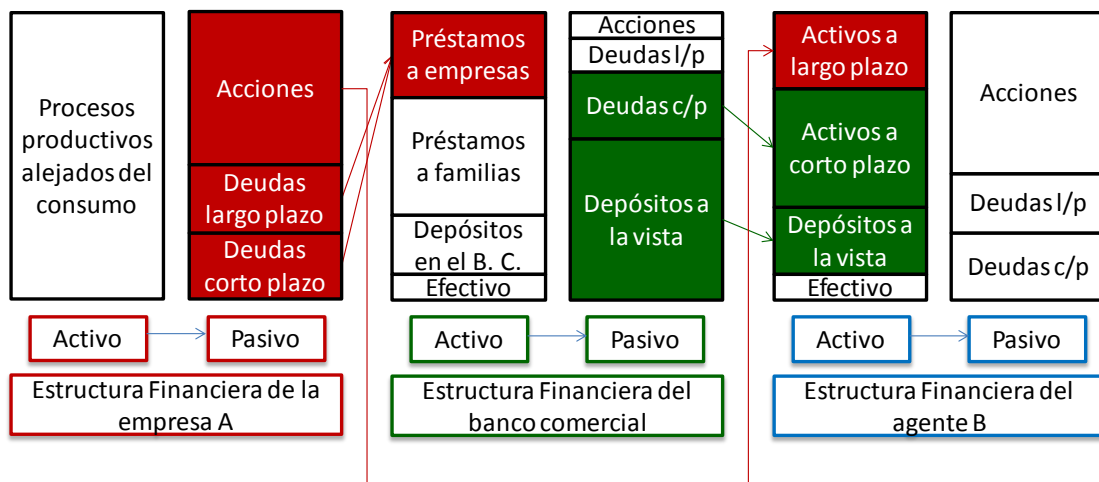 Procesos
productivos
alejados del
consumo
Acciones
Deudas
largo plazo
Deudas
corto plazo
Préstamos
a empresas
Préstamos
a familias
Depósitos
en el B. C.
Efectivo
Acciones
Deudas l/p
Deudas c/p
Depósitos a
la vista
Activos a
largo plazo
Activos a
corto plazo
Depósitos a
la vista
Efectivo
Acciones
Deudas l/p
Deudas c/p
Activo
Pasivo
Activo
Pasivo
Activo
Pasivo
Estructura Financiera de la
empresa A
Estructura Financiera del
banco comercial
Estructura Financiera del
agente B